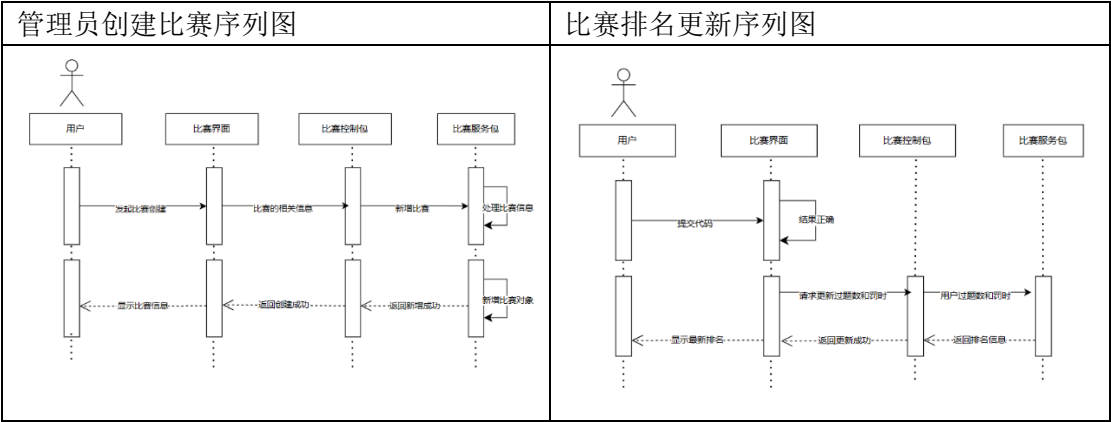 管理员创建比赛序列图
比赛排名更新序列图
用户
比赛界面
比赛控制包
比赛服务包
发起比赛创建
比赛的相关信息
新增比赛
处理比赛信息
显示比赛信息
返回创建成功
返回新增成功
新增比赛对象
用户
比赛界面
比赛控制包
比赛服务包
提交代码
结果正确
请求更新过题数和罚时
用户过题数和罚时
显示最新排名
返回更新成功
返回排名信息